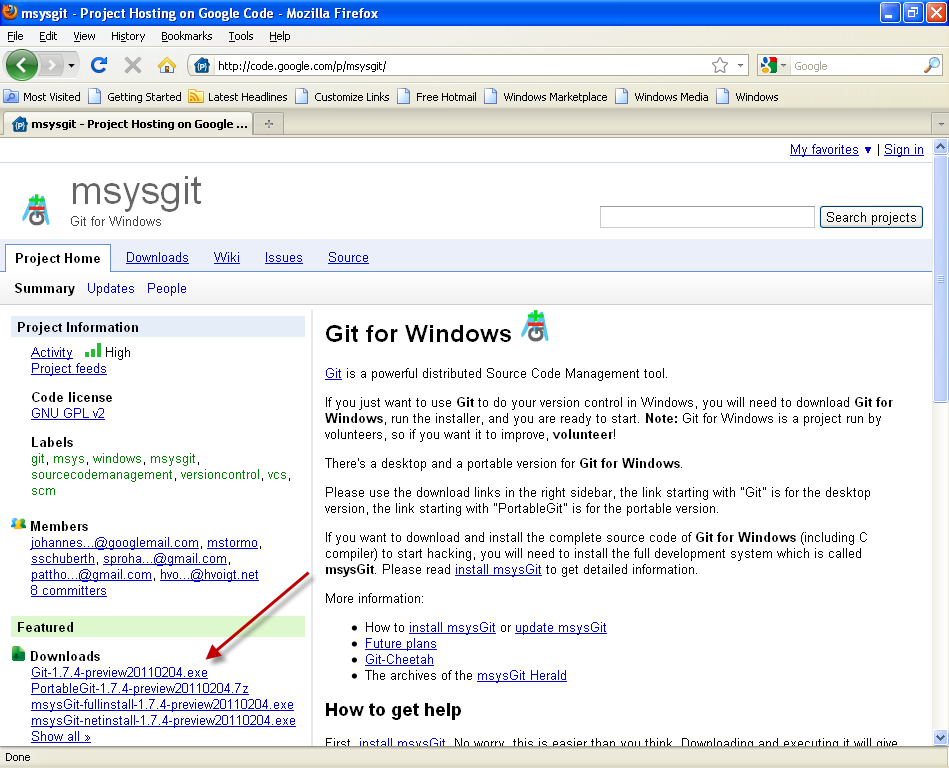 msysgit - Project Hosting on Google Code - Mozilla Firefox
File Edit View History Bookmarks Tools Help
http://code.google.com/p/msysgit/
Google
Most Visited Getting Started Latest Headlines Customize Links Free Hotmail Windows Marketplace Windows Media Windows
msysgit - Project Hosting on Google ...
My favorites ▼ | Sign in
msysgit
Git for Windows
Search projects
Project Home Downloads Wiki Issues Source
Summary Updates People
Project Information
Activity High
Project feeds
Code license
GNU GPL v2
Labels
git, msys, windows, msysgit,
sourcecodemanagement, versioncontrol, vcs,
scm
Members
johannes...@googlemail.com, mstormo,
sschuberth, sproha...@gmail.com,
pattho...@gmail.com, hvo...@hvoigt.net
8 committers
Featured
Downloads
Git-1.7.4-preview20110204.exe
PortableGit-1.7.4-preview20110204.7z
msysGit-fullinstall-1.7.4-preview20110204.exe
msysGit-netinstall-1.7.4-preview20110204.exe
Show all »
Git for Windows
Git is a powerful distributed Source Code Management tool.
If you just want to use Git to do your version control in Windows, you will need to download Git for
Windows, run the installer, and you are ready to start. Note: Git for Windows is a project run by
volunteers, so if you want it to improve, volunteer!
There's a desktop and a portable version for Git for Windows.
Please use the download links in the right sidebar, the link starting with "Git" is for the desktop
version, the link starting with "PortableGit" is for the portable version.
If you want to download and install the complete source code of Git for Windows (including C
compiler) to start hacking, you will need to install the full development system which is called
msysGit. Please read install msysGit to get detailed information.
More information:
• How to install msysGit or update msysGit
• Future plans
• Git-Cheetah
• The archives of the msysGit Herald
How to get help
First, install msysGit. No worry, this is easier than you think. Downloading and executing it will give
Done